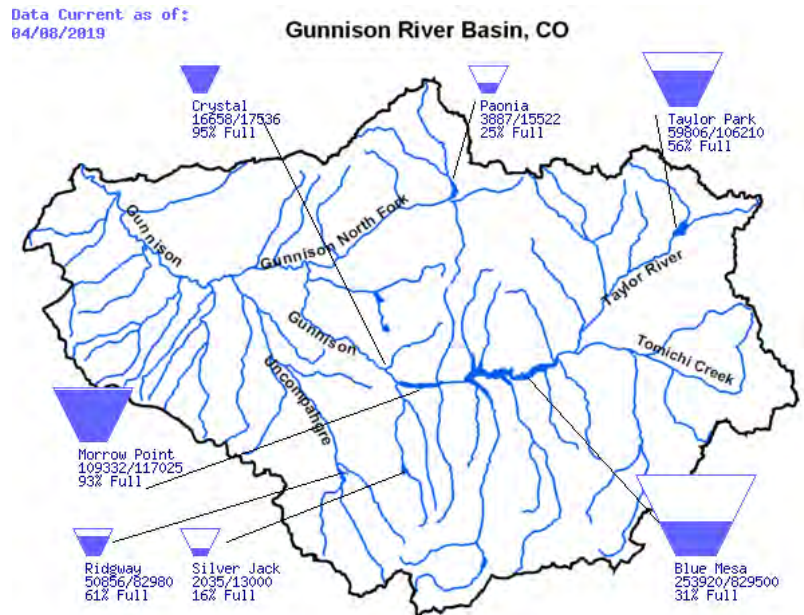 Data Current as of:
04/08/2019
Gunnison River Basin, CO
Crystal
16658/17536
95% Full
Paonia
3887/15522
25% Full
Taylor Park
59806/106210
56% Full
Gunnison
Gunnison North Fork
Taylor River
Gunnison
Tomichi Creek
Uncompahgre
Morrow Point
109332/117025
93% Full
Ridgway
50856/82980
61% Full
Silver Jack
2035/13000
16% Full
Blue Mesa
253920/829500
31% Full